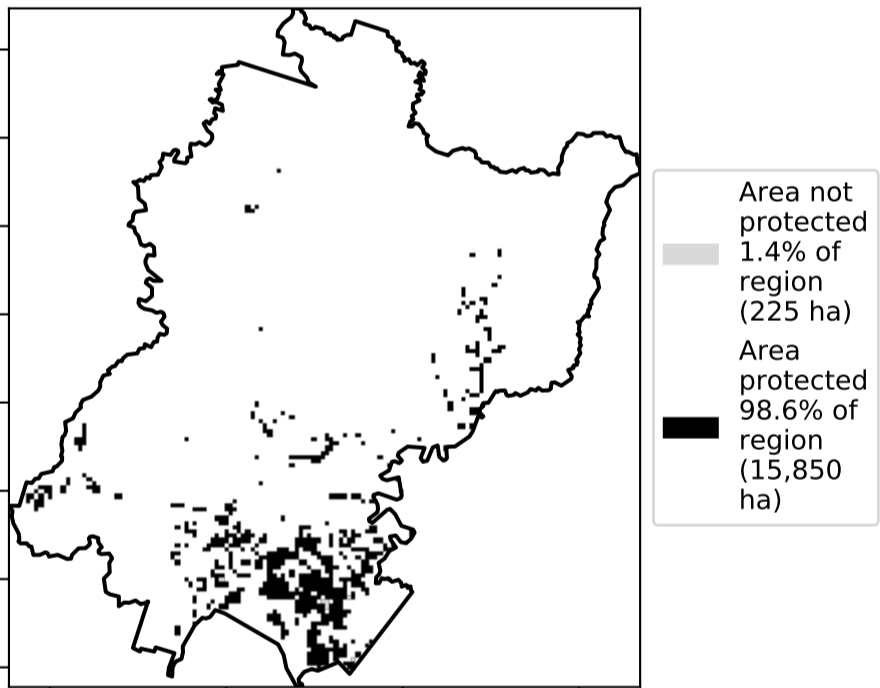 Area not
protected
1.4% of
region
(225 ha)
Area
protected
98.6% of
region
(15,850
ha)